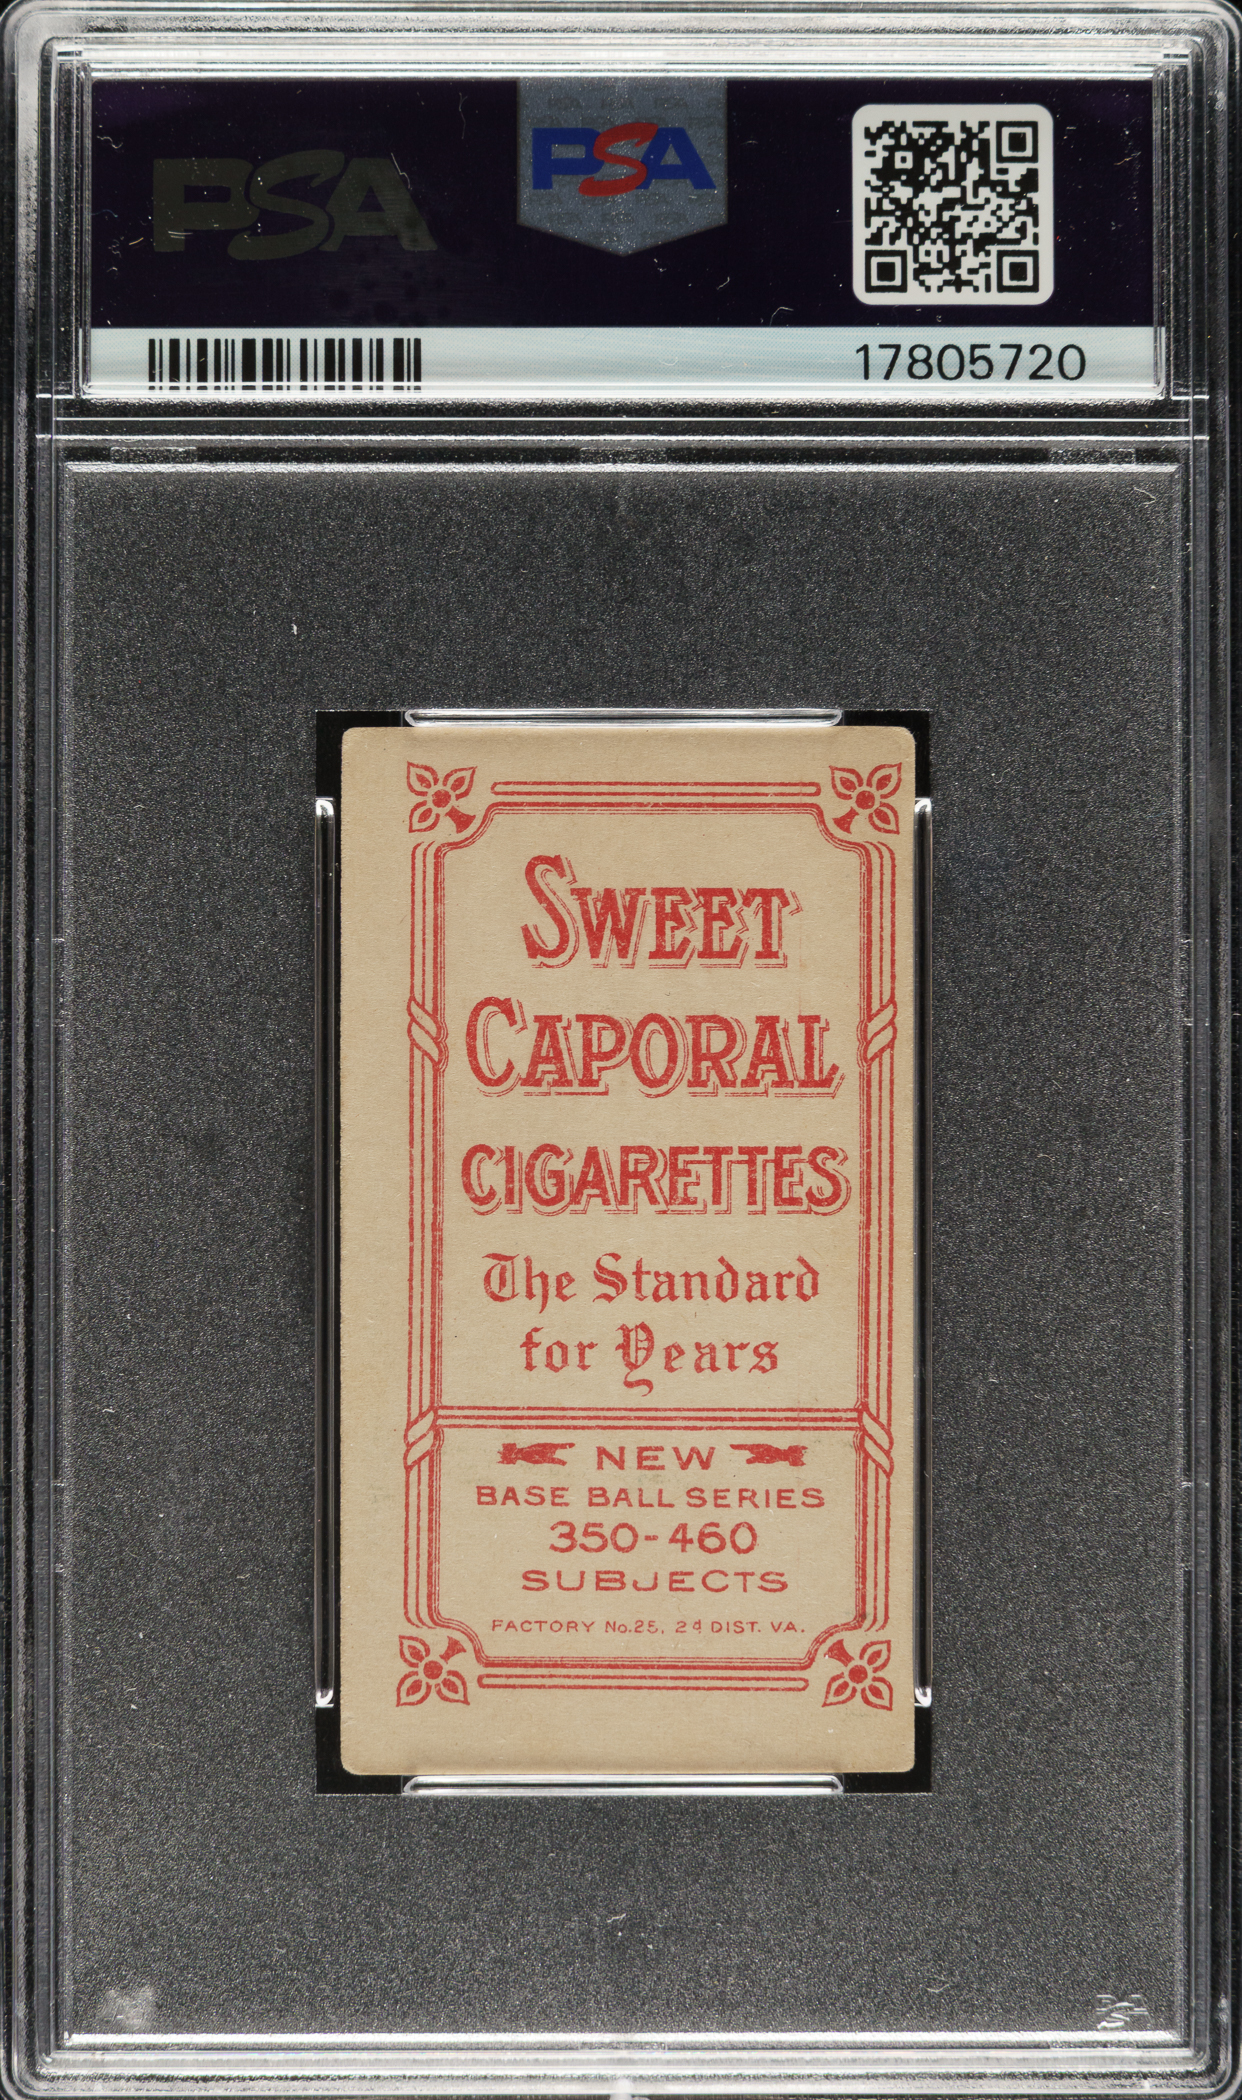 PSA
PSA
17805720
SWEET
CAPORAL
CIGARETTES
The Standard
for Years
NEW
BASE BALL SERIES
350-460
SUBJECTS
FACTORY No.25, 2d DIST. VA.